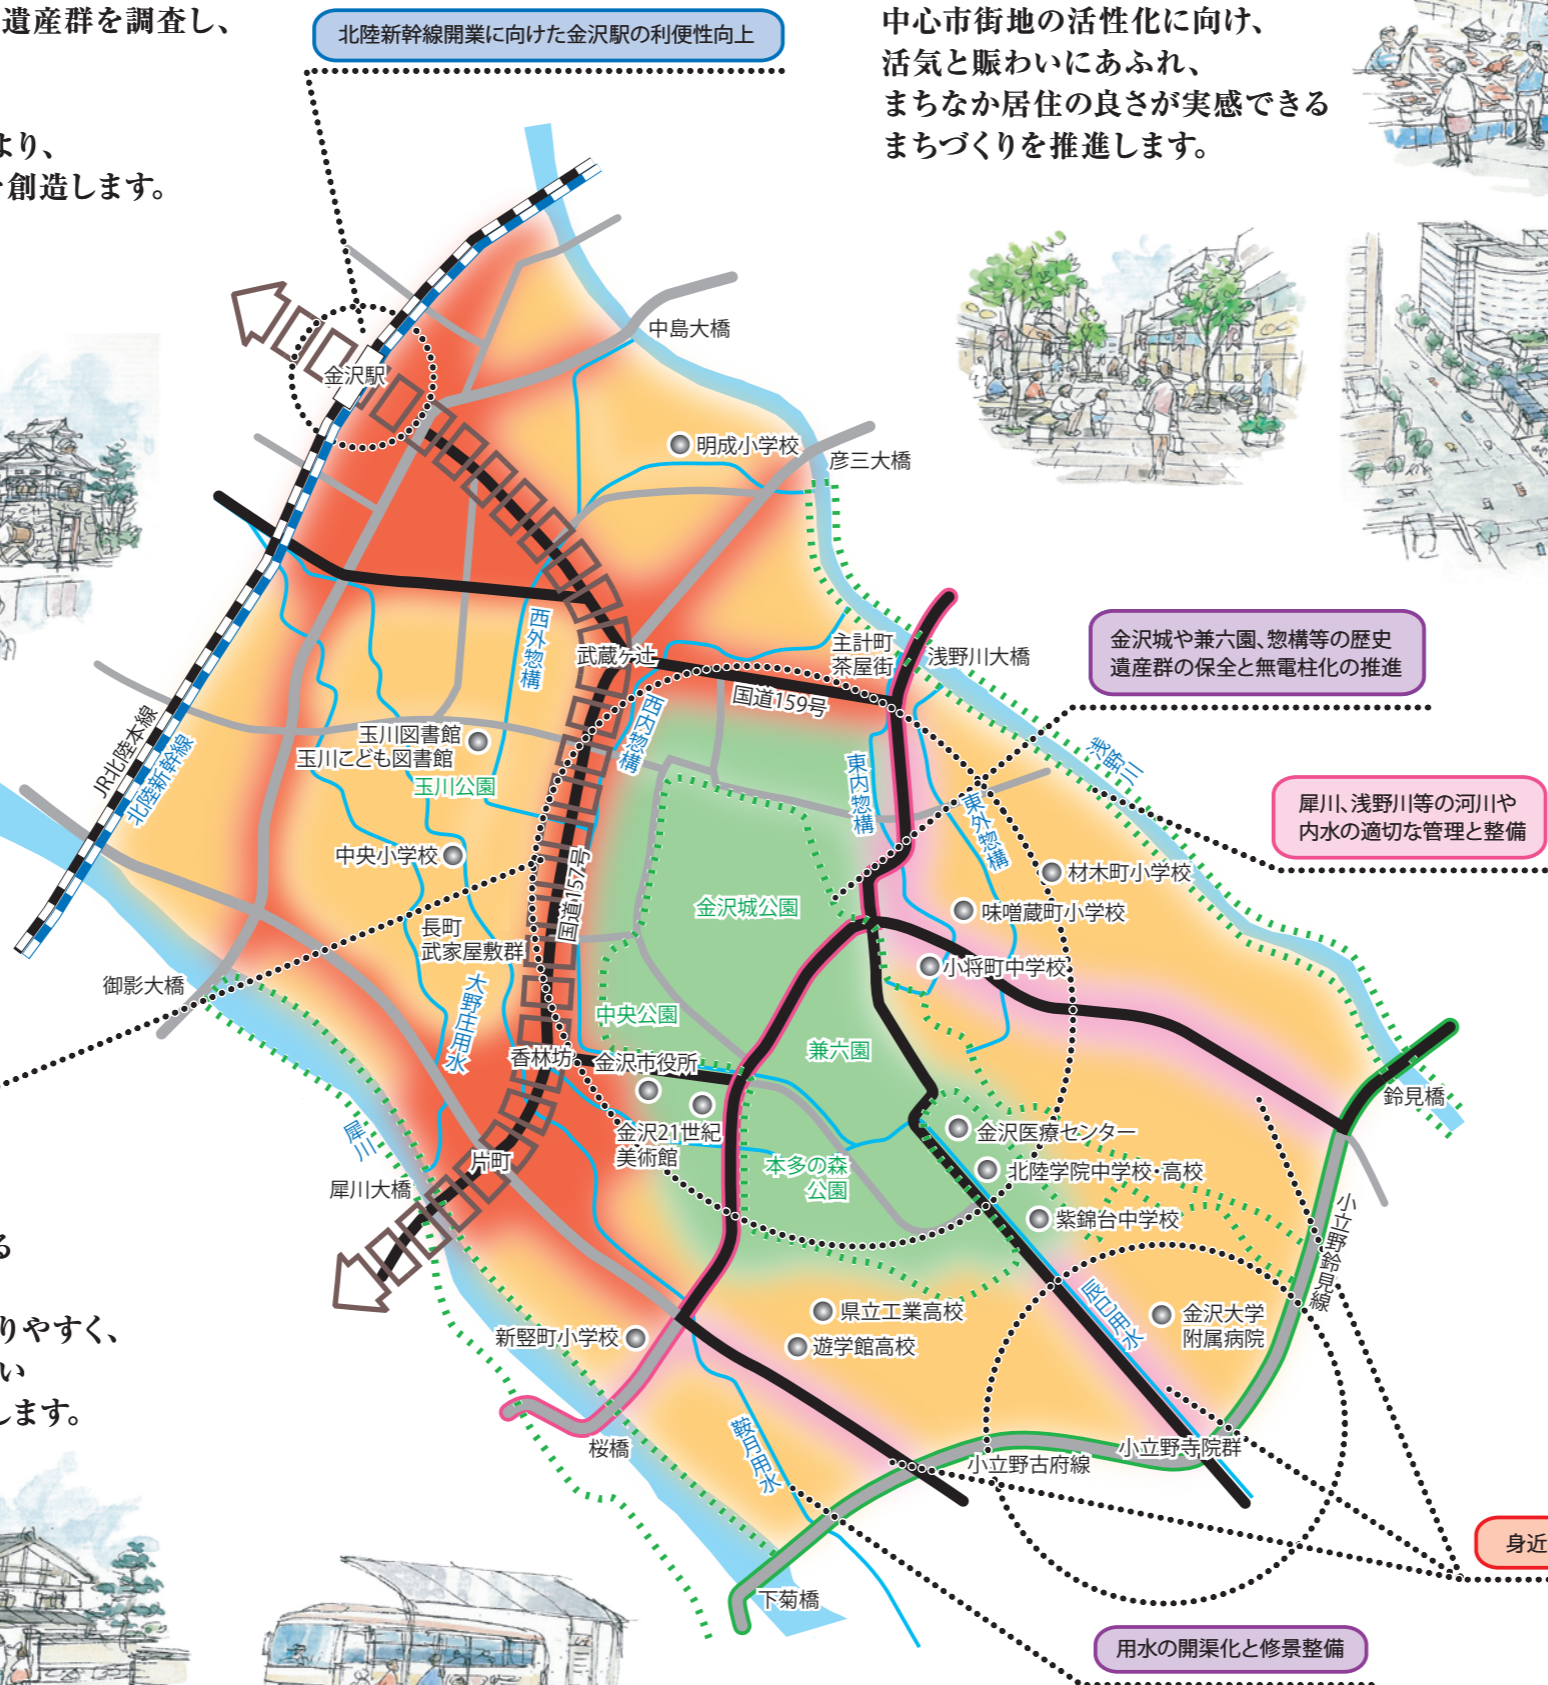 遺産群を調査し、
より、
創造します。
北陸新幹線開業に向けた金沢駅の利便性向上
中心市街地の活性化に向け、
活気と賑わいにあふれ、
まちなか居住の良さが実感できる
まちづくりを推進します。
中島大橋
金沢駅
明成小学校
彦三大橋
西外惣構
武蔵ヶ辻
主計町
茶屋街
浅野川大橋
金沢城や兼六園、惣構等の歴史
遺産群の保全と無電柱化の推進
国道159号
西内惣構
JR北陸本線
北陸新幹線
玉川図書館
玉川こども図書館
玉川公園
東内惣構
東外惣構
浅野川
犀川、浅野川等の河川や
内水の適切な管理と整備
中央小学校
国道157号
材木町小学校
金沢城公園
味噌蔵町小学校
長町
武家屋敷群
小将町中学校
御影大橋
大野庄用水
中央公園
兼六園
香林坊
金沢市役所
鈴見橋
犀川
金沢21世紀
美術館
金沢医療センター
片町
本多の森
公園
北陸学院中学校・高校
犀川大橋
紫錦台中学校
小立野鈴見線
る
りやすく、
い
します。
辰巳用水
県立工業高校
金沢大学
附属病院
新竪町小学校
遊学館高校
桜橋
鞍月用水
小立野古府線
小立野寺院群
身近
下菊橋
用水の開渠化と修景整備